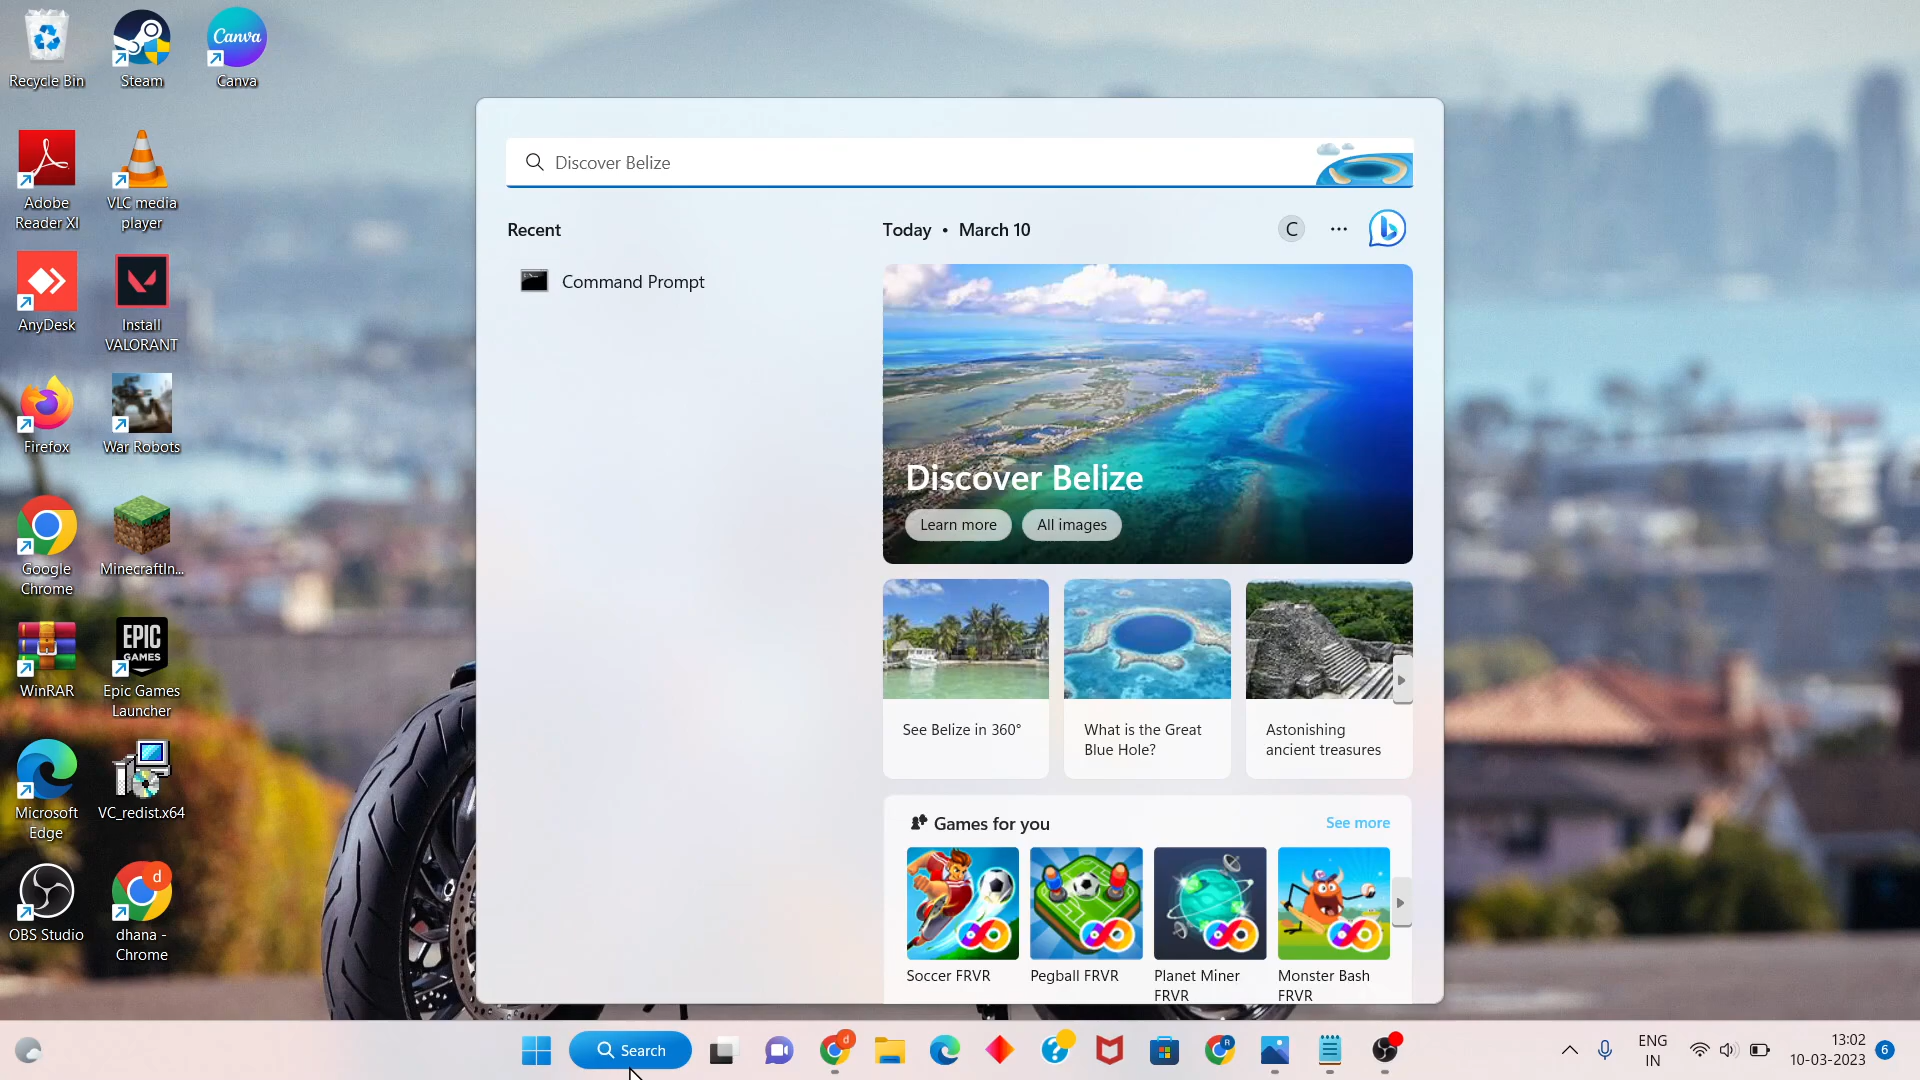 Recycle Bin
Steam
Canva
Canva
Adobe
Reader XI
VLC media
player
AnyDesk
Install
VALORANT
Firefox
War Robots
Google
Chrome
MinecraftIn...
WinRAR
EPIC
GAMES
Epic Games
Launcher
Microsoft
Edge
VC_redist.x64
OBS Studio
d
dhana -
Chrome
Discover Belize
Recent
Command Prompt
Today • March 10
C
Discover Belize
Learn more
All images
See Belize in 360°
What is the Great
Blue Hole?
Astonishing
ancient treasures
Games for you
See more
Soccer FRVR
Pegball FRVR
Planet Miner
FRVR
Monster Bash
FRVR
Search
d
R
ENG
IN
13:02
10-03-2023
6